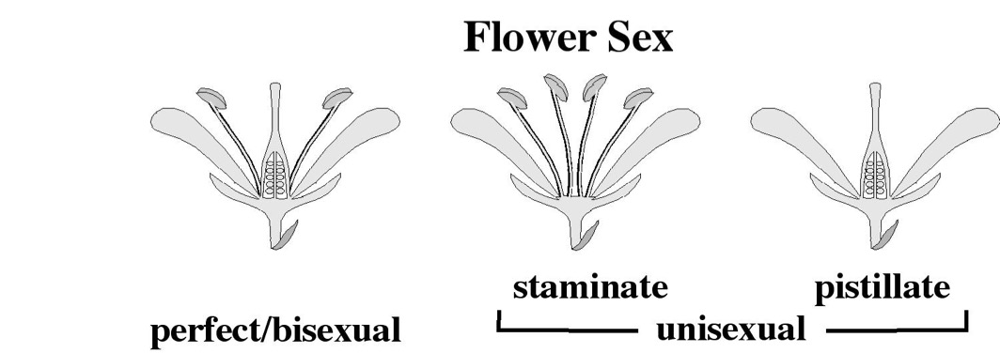 Flower Sex
staminate
pistillate
perfect/bisexual
unisexual